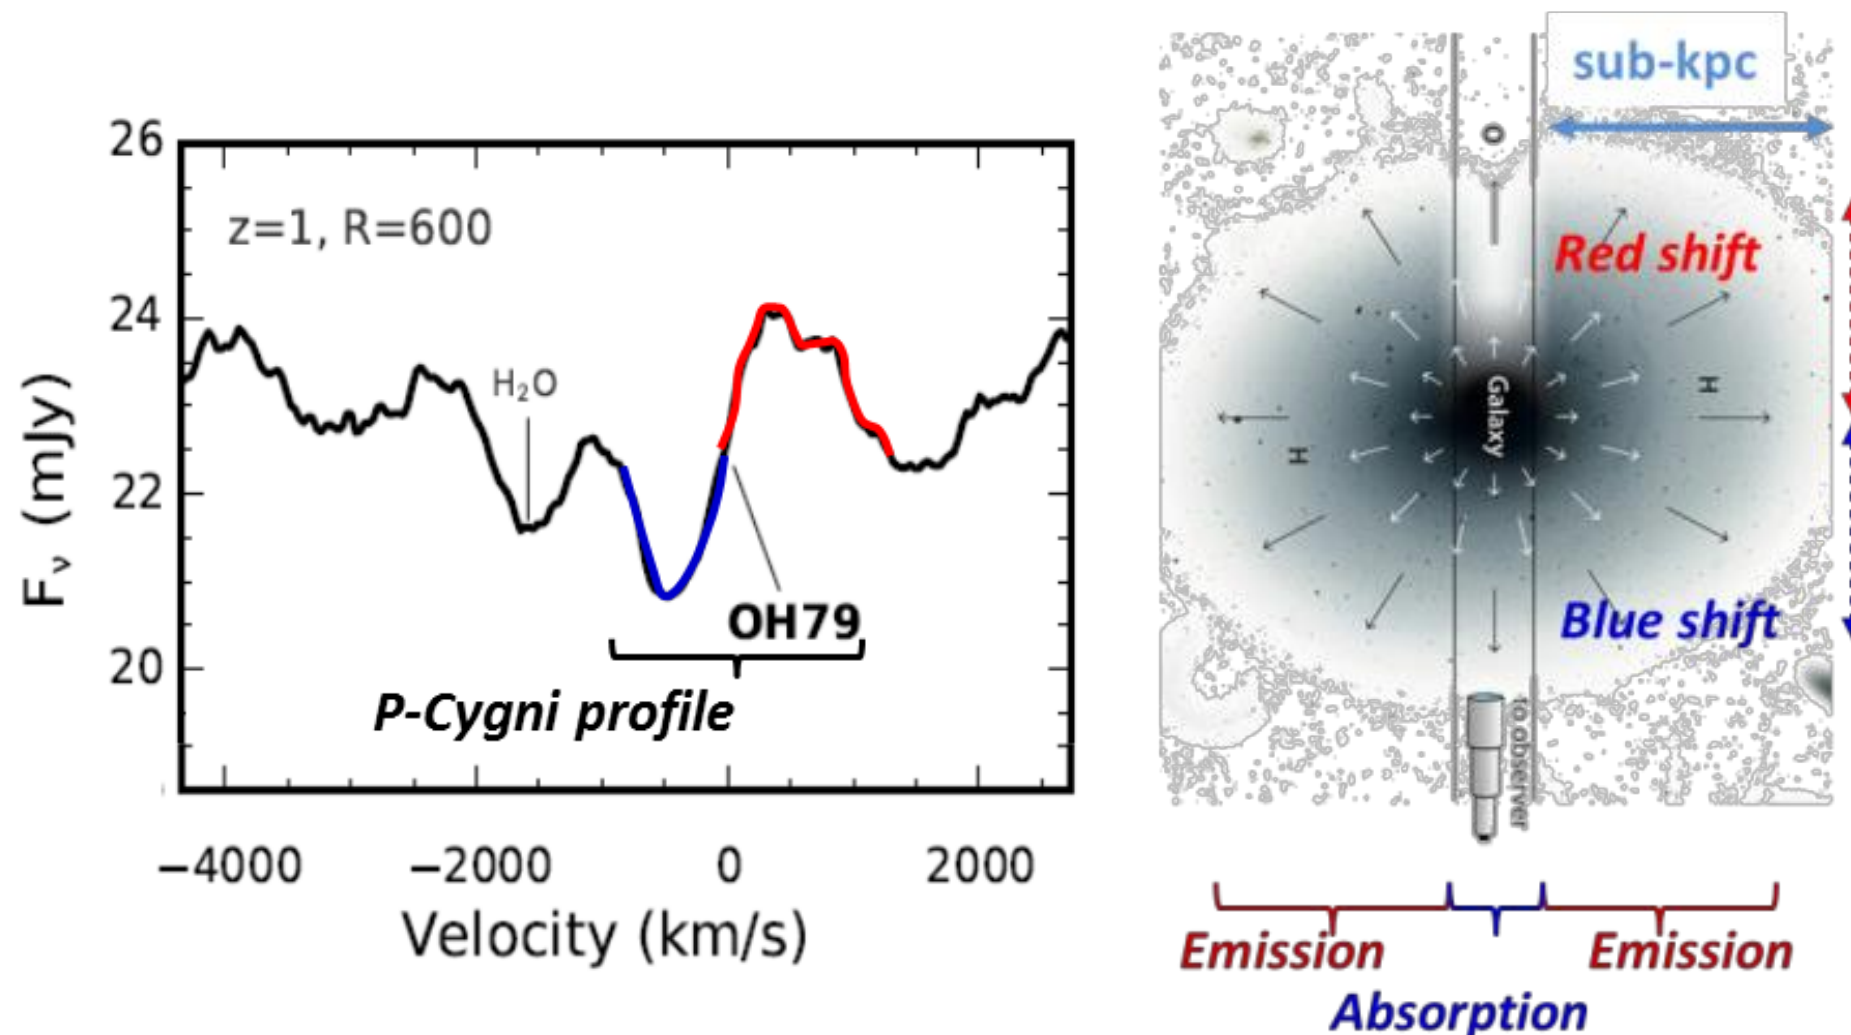 26
24
22
20
F_ν (mJy)
z=1, R=600
H₂O
OH79
P-Cygni profile
−4000
−2000
0
2000
Velocity (km/s)
sub-kpc
O
Red shift
Galaxy
H
H
Blue shift
to observer
Emission
Emission
Absorption